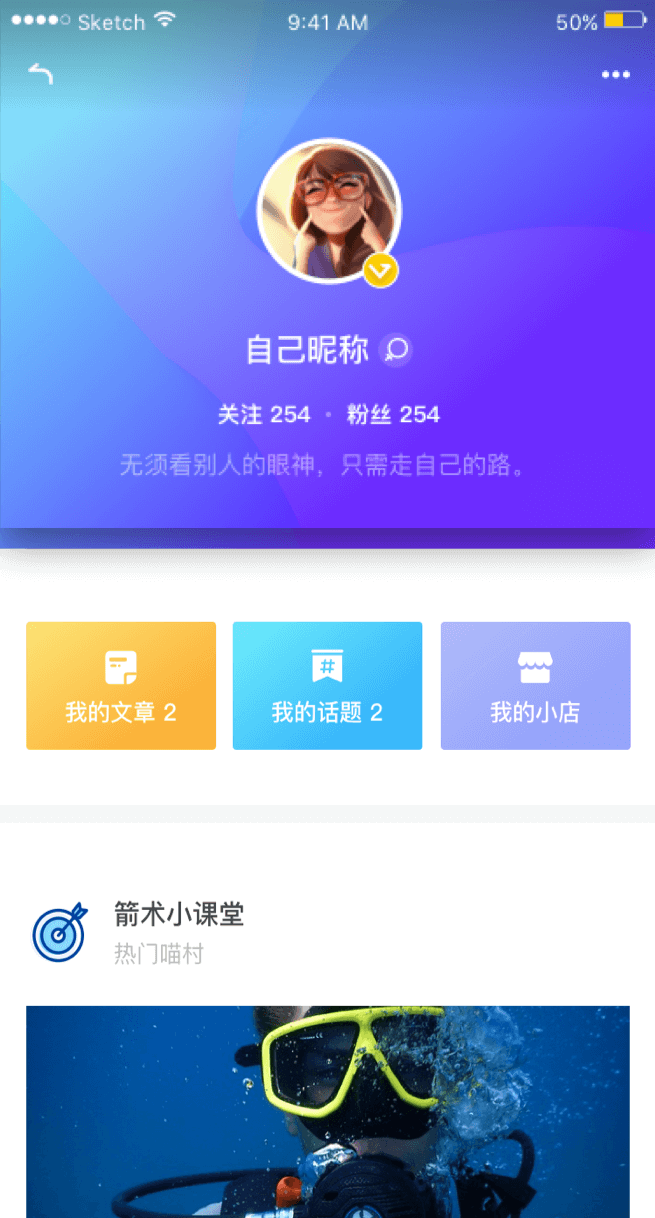 Sketch 9:41 AM 50%
自己昵称
关注 254 · 粉丝 254
无须看别人的眼神，只需走自己的路。
我的文章 2 我的话题 2 我的小店
箭术小课堂
热门喵村